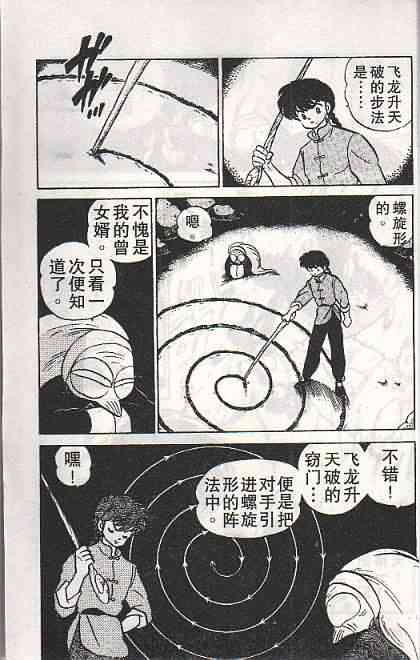 飞龙升天
破的步法
是……
螺旋形
的。
嗯。
不愧是
我的曾
女婿。
只看一
次便知
道了。
不错！
飞龙升
天破的
窍门…
便是把
对手引
进螺旋
形的阵
法中。
嘿！